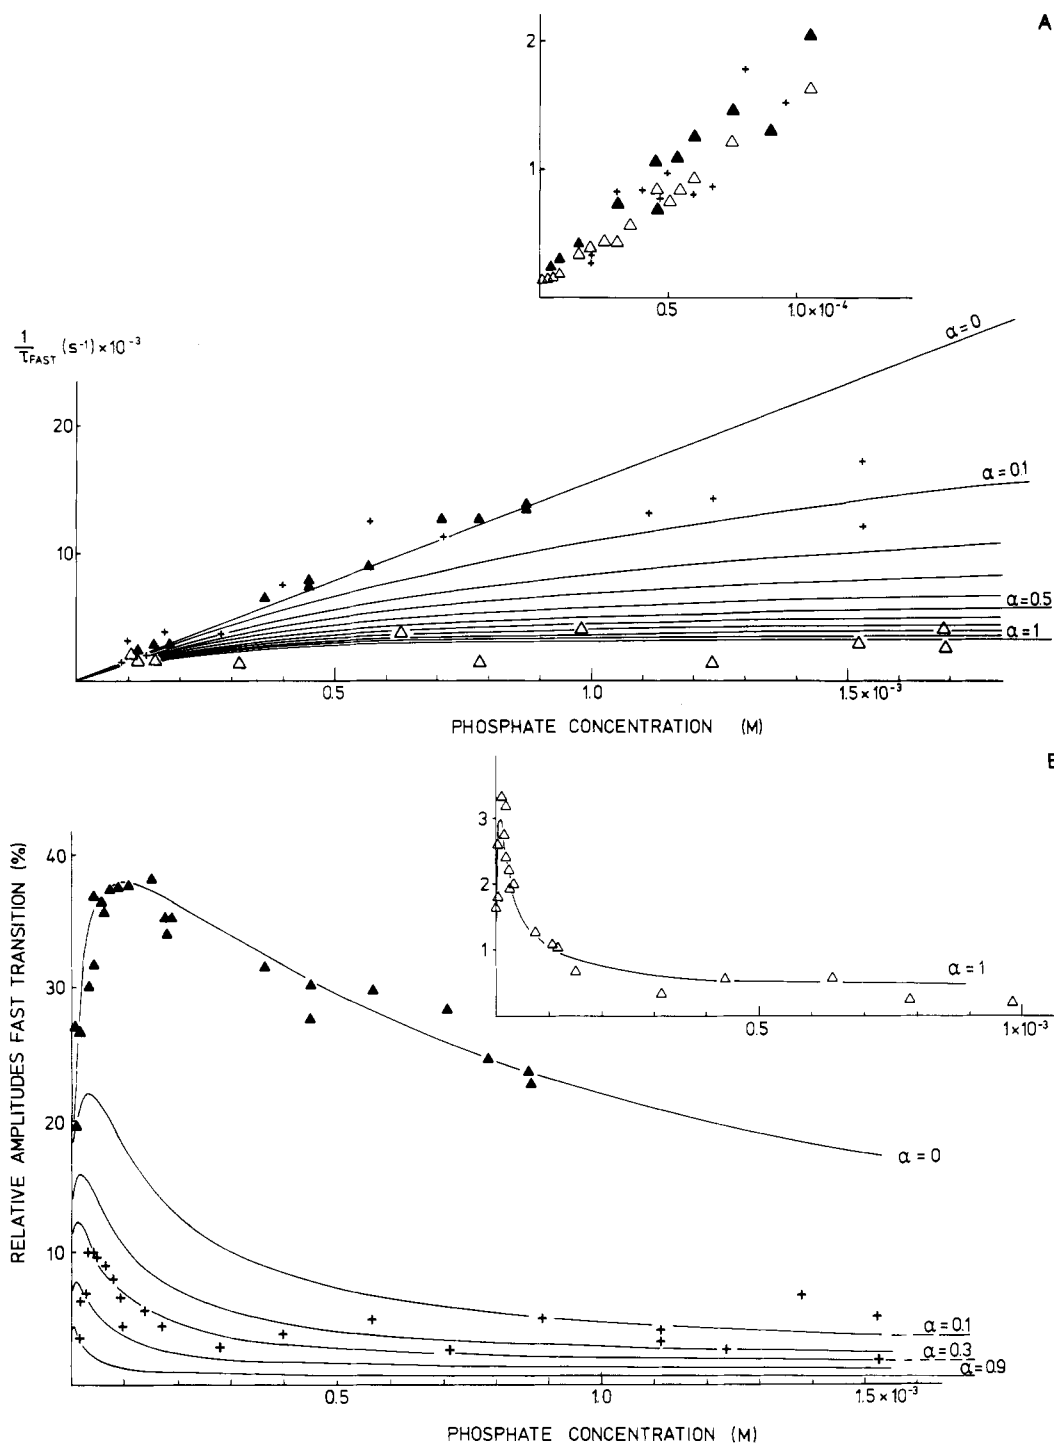 A
2
1
0.5
1.0×10⁻⁴
1/τFAST (s⁻¹)×10⁻³
α=0
20
α=0.1
10
α=0.5
α=1
0.5
1.0
1.5×10⁻³
PHOSPHATE CONCENTRATION (M)
3
2
1
α=1
0.5
1×10⁻³
RELATIVE AMPLITUDES FAST TRANSITION (%)
40
30
20
α=0
10
α=0.1
α=0.3
α=0.9
0.5
1.0
1.5×10⁻³
PHOSPHATE CONCENTRATION (M)